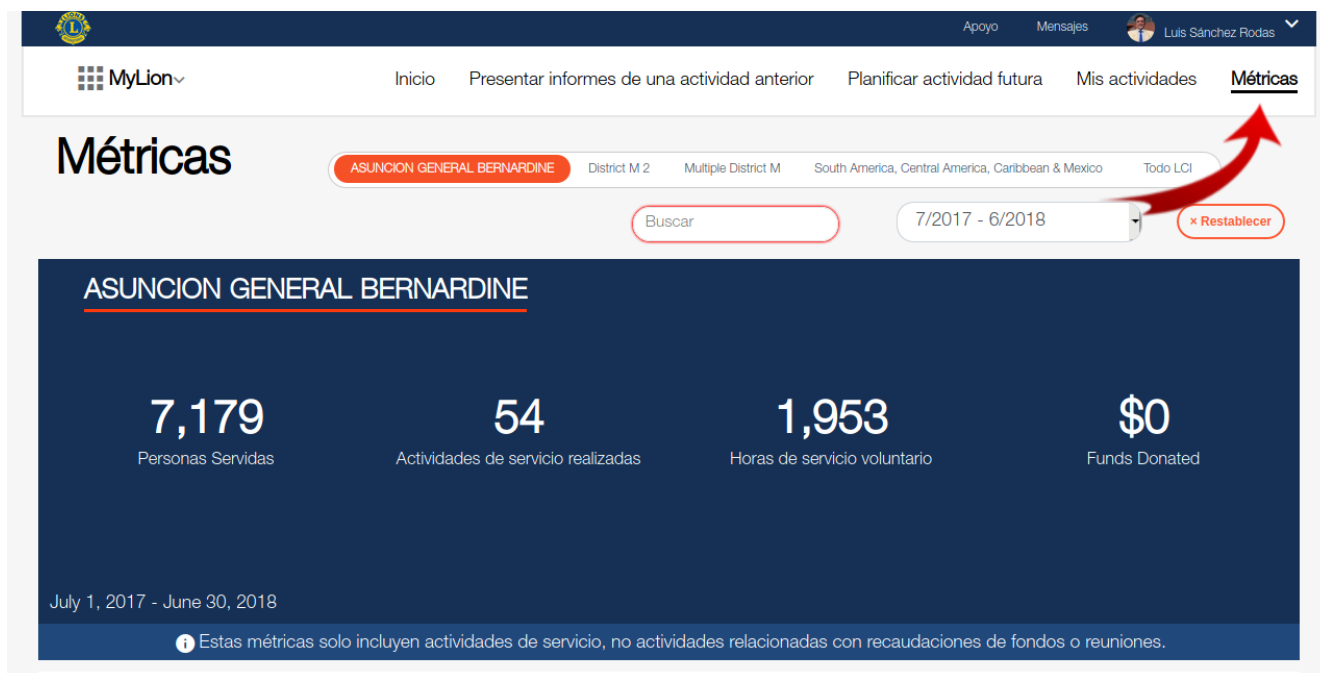 L
Apoyo Mensajes Luis Sánchez Rodas
MyLion Inicio Presentar informes de una actividad anterior Planificar actividad futura Mis actividades Métricas
Métricas
ASUNCION GENERAL BERNARDINE District M 2 Multiple District M South America, Central America, Caribbean & Mexico Todo LCI
Buscar 7/2017 - 6/2018 × Restablecer
ASUNCION GENERAL BERNARDINE
7,179 54 1,953 $0
Personas Servidas Actividades de servicio realizadas Horas de servicio voluntario Funds Donated
July 1, 2017 - June 30, 2018
i Estas métricas solo incluyen actividades de servicio, no actividades relacionadas con recaudaciones de fondos o reuniones.